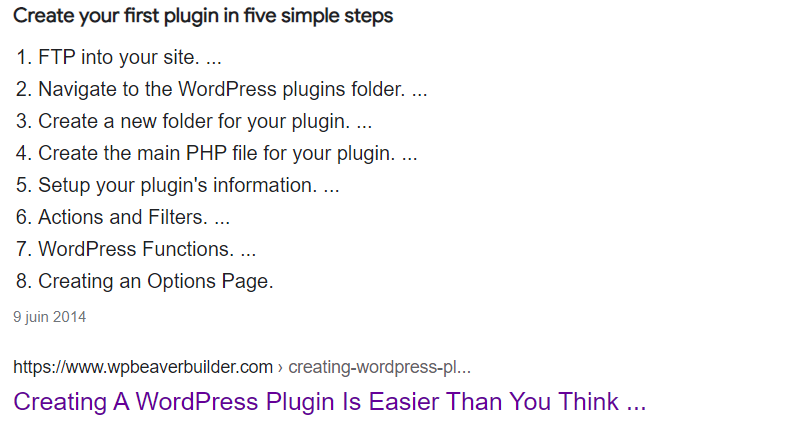 Create your first plugin in five simple steps
1. FTP into your site. ...
2. Navigate to the WordPress plugins folder. ...
3. Create a new folder for your plugin. ...
4. Create the main PHP file for your plugin. ...
5. Setup your plugin's information. ...
6. Actions and Filters. ...
7. WordPress Functions. ...
8. Creating an Options Page.
9 juin 2014
https://www.wpbeaverbuilder.com › creating-wordpress-pl...
Creating A WordPress Plugin Is Easier Than You Think ...